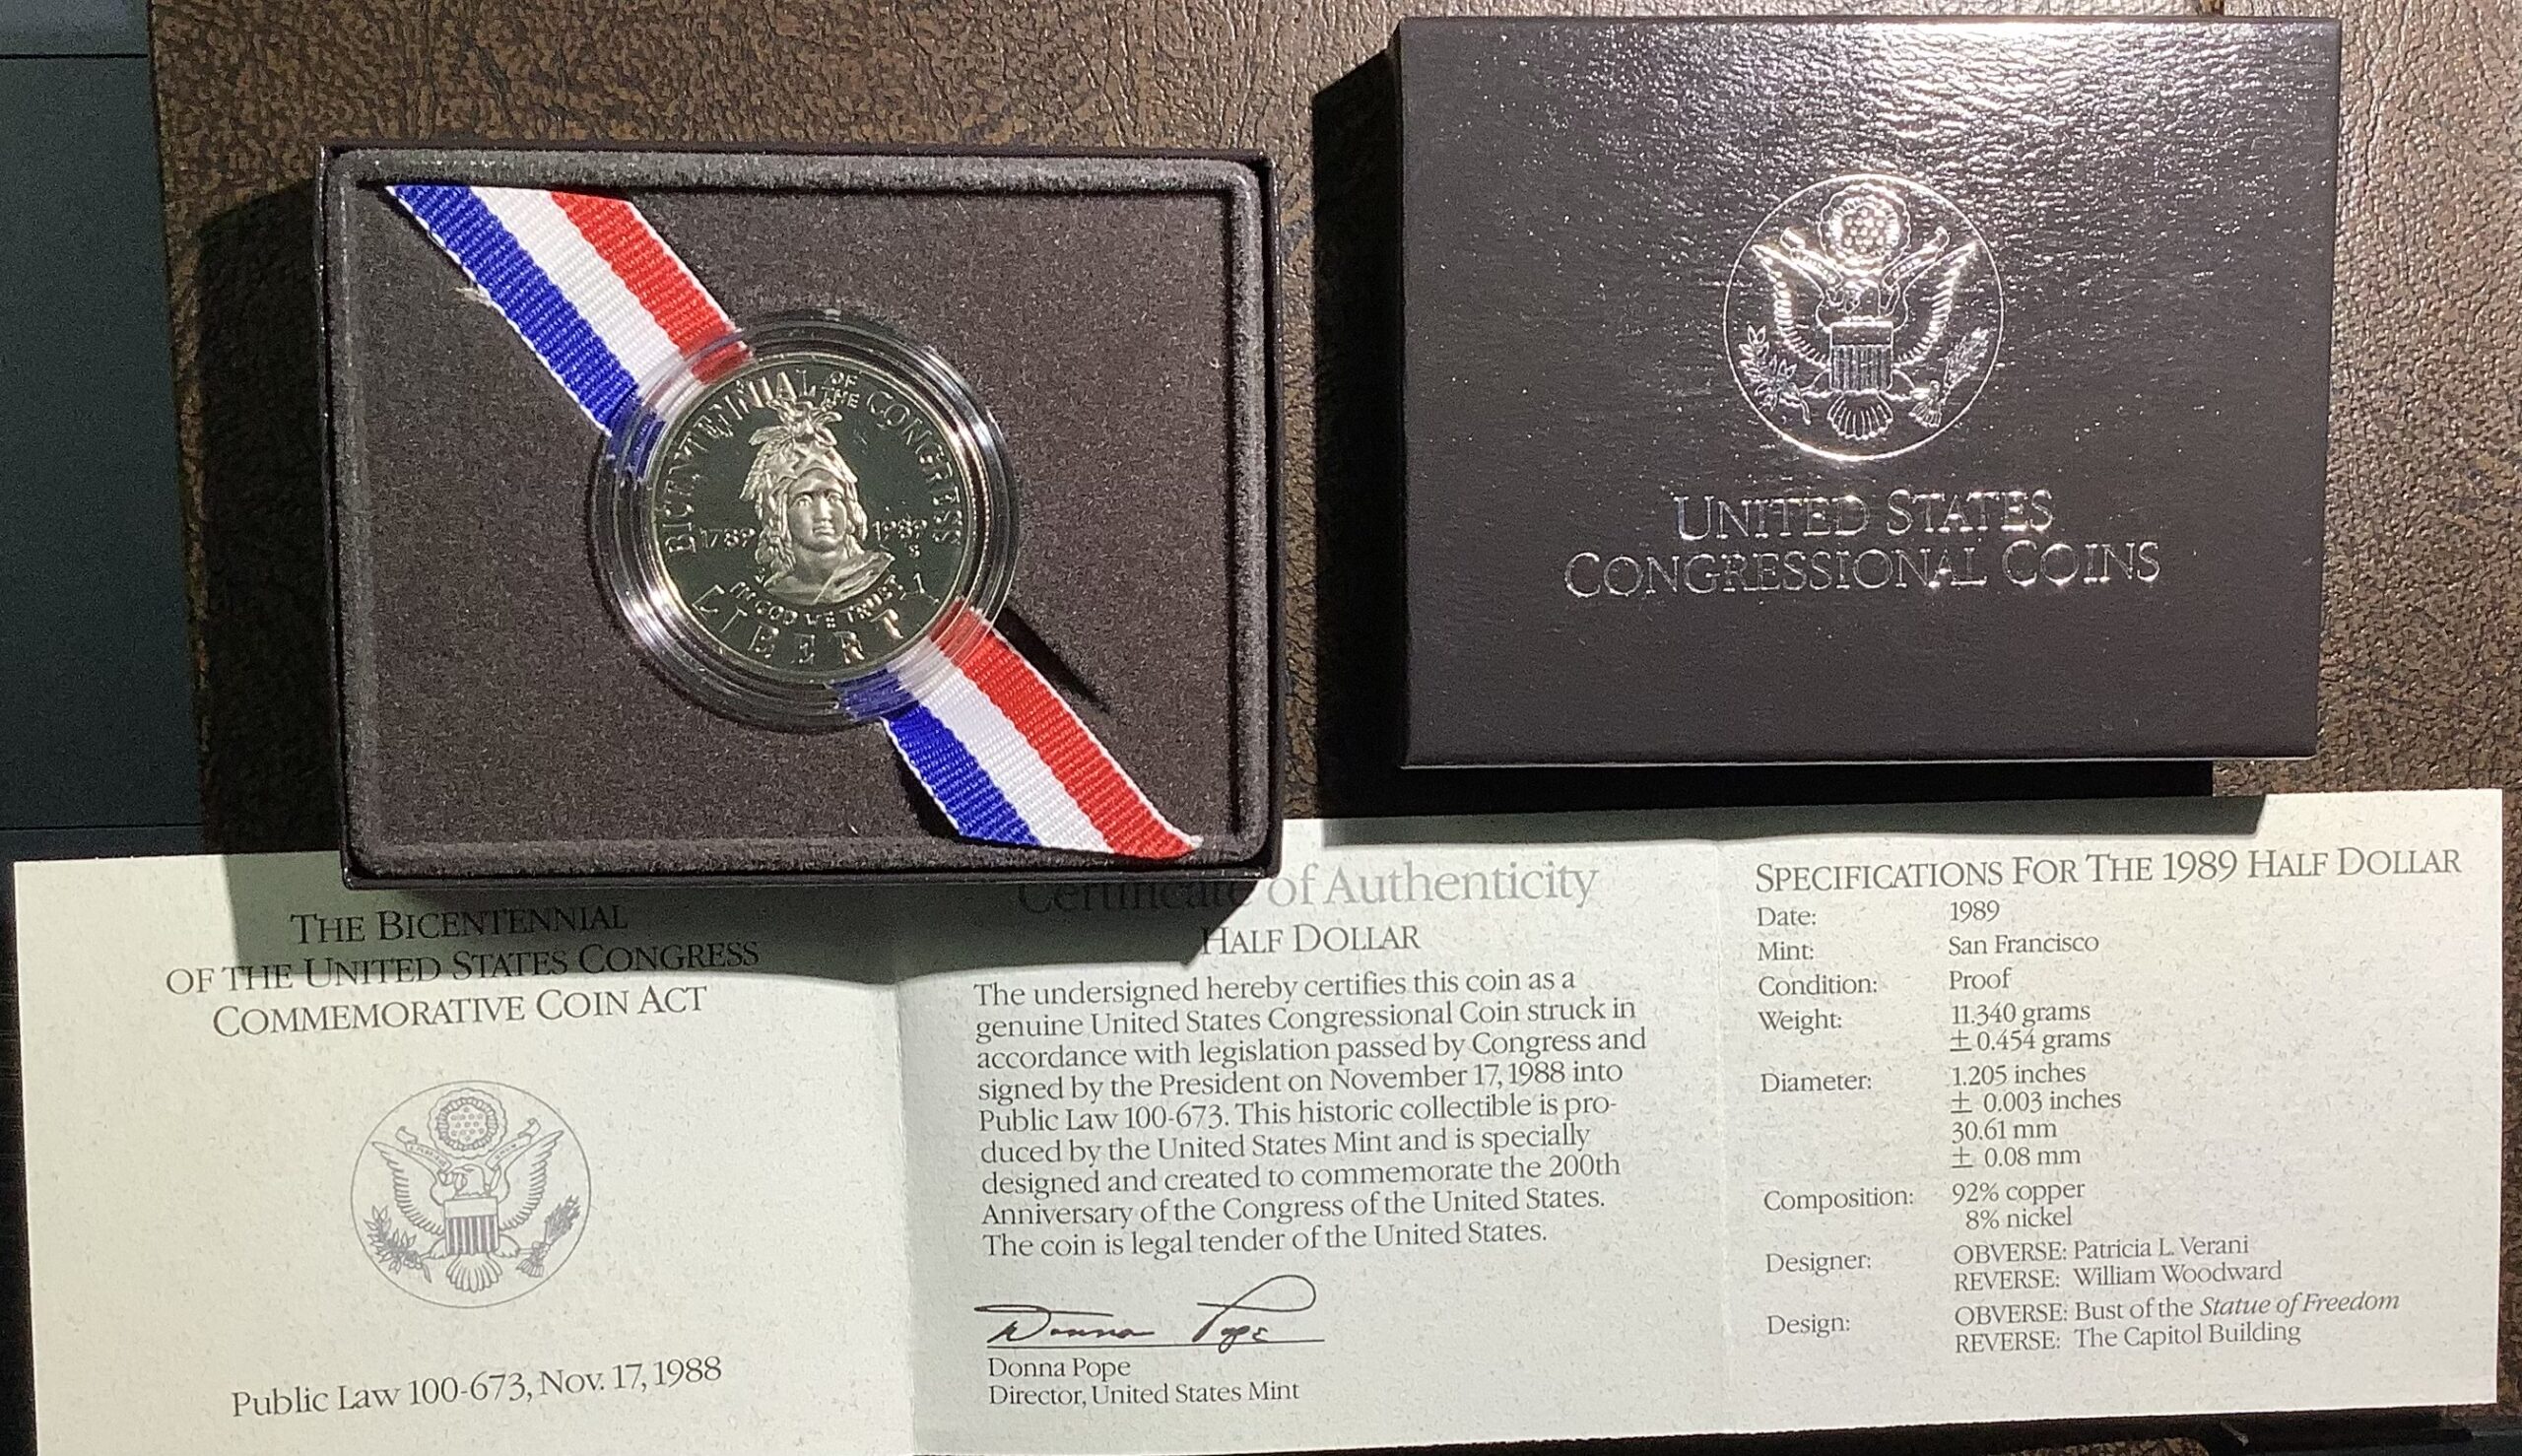 BICENTENNIAL OF THE CONGRESS
1789 1989
S
IN GOD WE TRUST
LIBERTY
UNITED STATES
CONGRESSIONAL COINS
THE BICENTENNIAL
OF THE UNITED STATES CONGRESS
COMMEMORATIVE COIN ACT
Public Law 100-673, Nov. 17, 1988
Certificate of Authenticity
HALF DOLLAR
The undersigned hereby certifies this coin as a
genuine United States Congressional Coin struck in
accordance with legislation passed by Congress and
signed by the President on November 17, 1988 into
Public Law 100-673. This historic collectible is pro-
duced by the United States Mint and is specially
designed and created to commemorate the 200th
Anniversary of the Congress of the United States.
The coin is legal tender of the United States.
Donna Pope
Donna Pope
Director, United States Mint
SPECIFICATIONS FOR THE 1989 HALF DOLLAR
Date: 1989
Mint: San Francisco
Condition: Proof
Weight: 11.340 grams
± 0.454 grams
Diameter: 1.205 inches
± 0.003 inches
30.61 mm
± 0.08 mm
Composition: 92% copper
8% nickel
Designer: OBVERSE: Patricia L. Verani
REVERSE: William Woodward
Design: OBVERSE: Bust of the Statue of Freedom
REVERSE: The Capitol Building